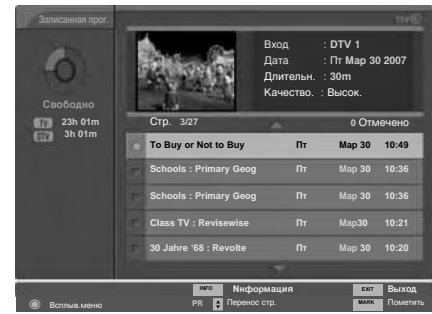 Записанная прог.
Вход : DTV 1
Дата : Пт Мар 30 2007
Длительн. : 30m
Качество. : Высок.
Свободно
TV 23h 01m
DTV 3h 01m
Стр. 3/27 0 Отмечено
To Buy or Not to Buy Пт Мар 30 10:49
Schools : Primary Geog Пт Мар 30 10:36
Schools : Primary Geog Пт Мар 30 10:36
Class TV : Revisewise Пт Мар30 10:21
30 Jahre '68 : Revolte Пт Мар 30 10:20
INFO Nнформация EXIT Выход
Всплыв.меню PR Перенос стр. MARK Пометить